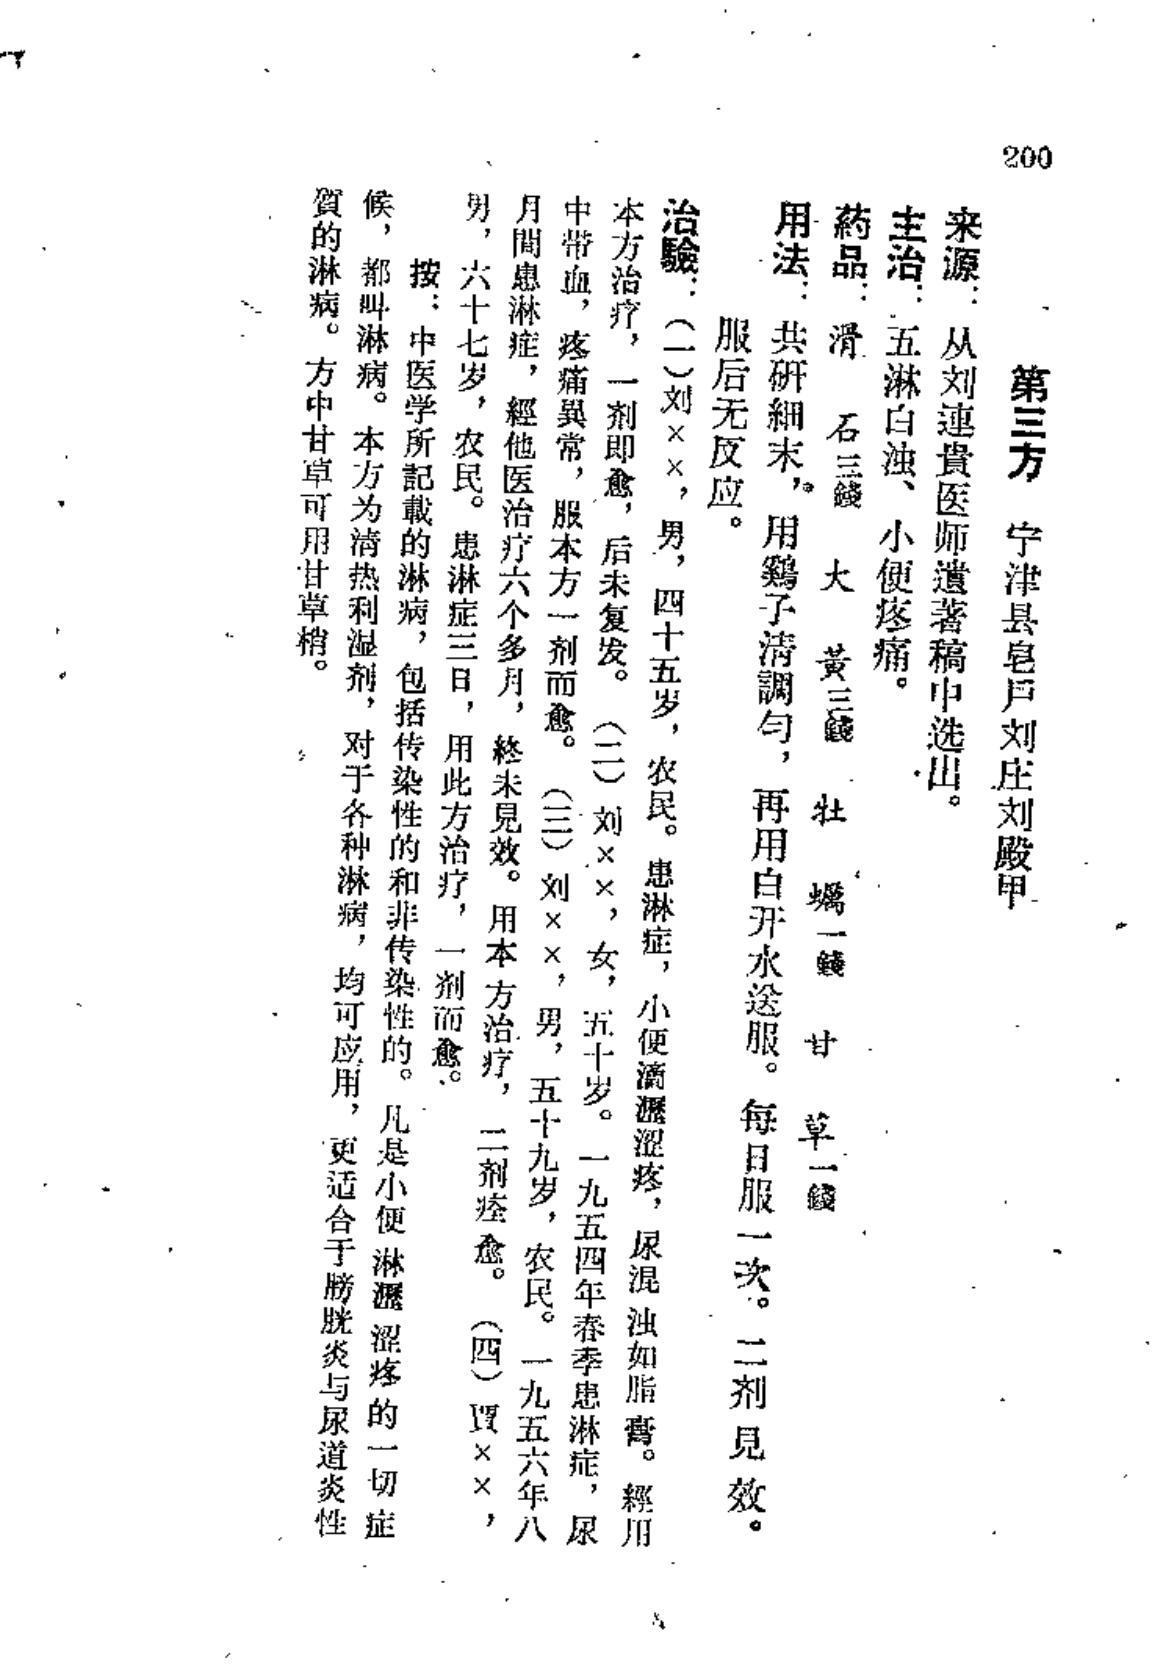 200
第三方　宁津县皂戶刘庄刘殿甲
来源：从刘連貴医师遺著稿中选出。
主治：五淋白浊、小便疼痛。
葯品：滑石三錢　大黃三錢　牡蠣一錢　甘草一錢
用法：共研細末，用鷄子清調匀，再用白开水送服。每日服一次。二剂見效。
服后无反应。
治驗：（一）刘××，男，四十五岁，农民。患淋症，小便滴瀝涩疼，尿混浊如脂膏。經用
本方治疗，一剂即愈，后未复发。（二）刘××，女，五十岁。一九五四年春季患淋症，尿
中带血，疼痛異常，服本方一剂而愈。（三）刘××，男，五十九岁，农民。一九五六年八
月間患淋症，經他医治疗六个多月，終未見效。用本方治疗，二剂痊愈。（四）賈××，
男，六十七岁，农民。患淋症三日，用此方治疗，一剂而愈。
按：中医学所記載的淋病，包括传染性的和非传染性的。凡是小便淋瀝涩疼的一切症
候，都叫淋病。本方为清热利湿剂，对于各种淋病，均可应用，更适合于膀胱炎与尿道炎性
質的淋病。方中甘草可用甘草梢。